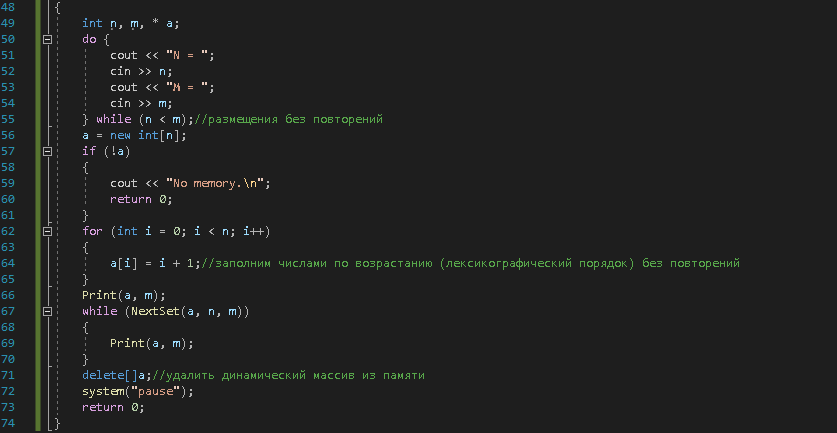 48 {
49 int n, m, * a;
50 do {
51 cout << "N = ";
52 cin >> n;
53 cout << "M = ";
54 cin >> m;
55 } while (n < m);//размещения без повторений
56 a = new int[n];
57 if (!a)
58 {
59 cout << "No memory.\n";
60 return 0;
61 }
62 for (int i = 0; i < n; i++)
63 {
64 a[i] = i + 1;//заполним числами по возрастанию (лексикографический порядок) без повторений
65 }
66 Print(a, m);
67 while (NextSet(a, n, m))
68 {
69 Print(a, m);
70 }
71 delete[]a;//удалить динамический массив из памяти
72 system("pause");
73 return 0;
74 }